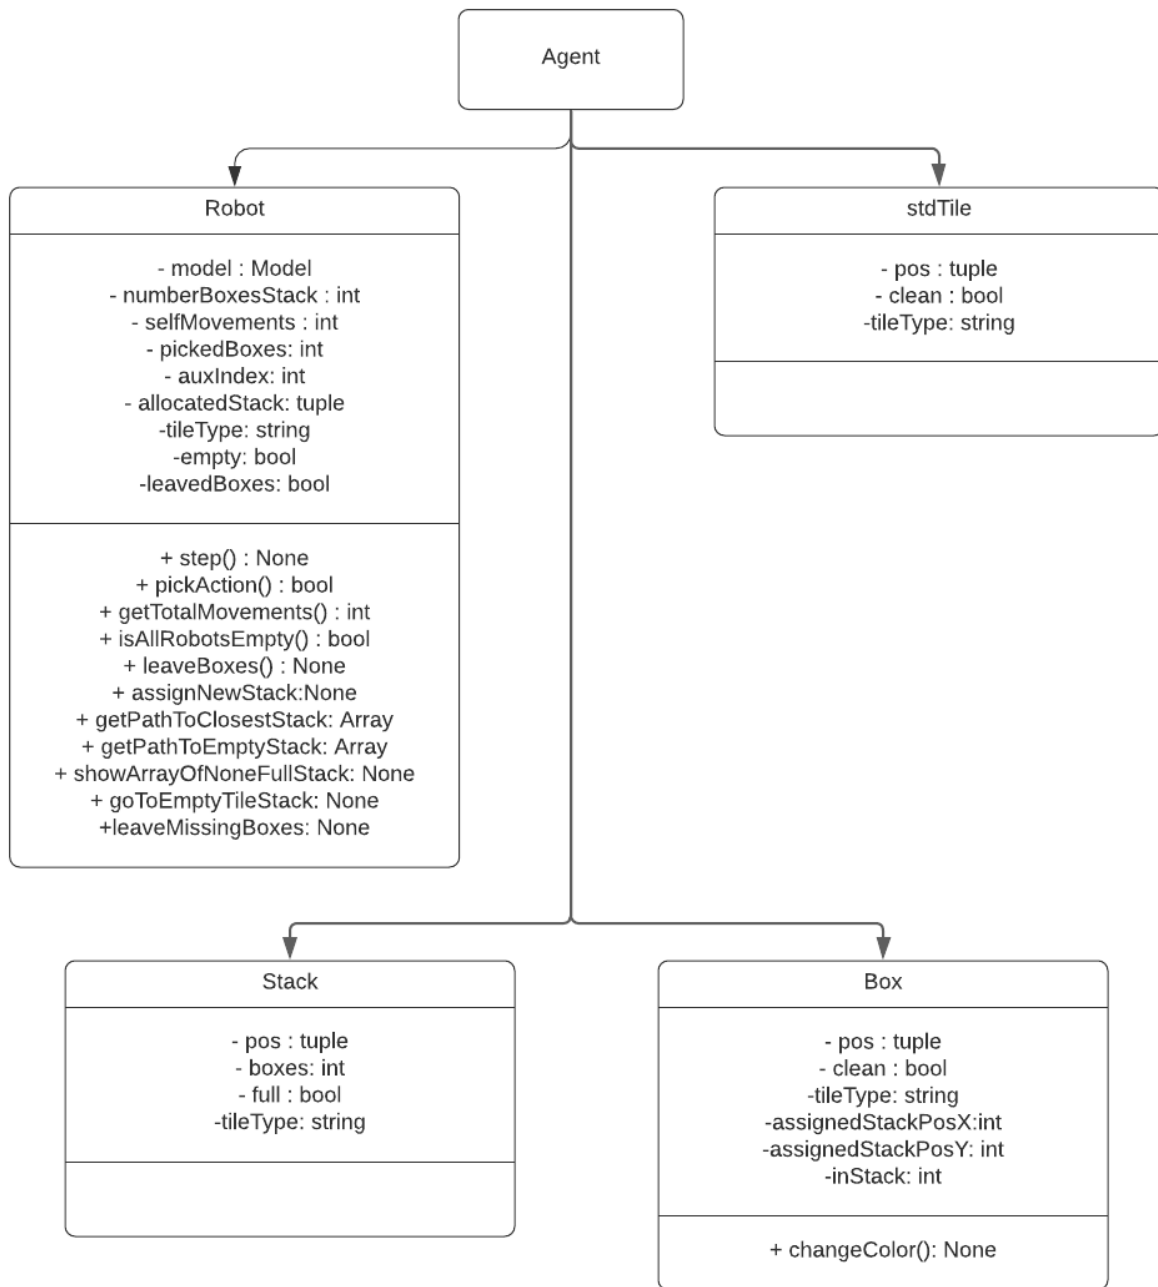 Agent
Robot
- model : Model
- numberBoxesStack : int
- selfMovements : int
- pickedBoxes: int
- auxIndex: int
- allocatedStack: tuple
-tileType: string
-empty: bool
-leavedBoxes: bool
+ step() : None
+ pickAction() : bool
+ getTotalMovements() : int
+ isAllRobotsEmpty() : bool
+ leaveBoxes() : None
+ assignNewStack:None
+ getPathToClosestStack: Array
+ getPathToEmptyStack: Array
+ showArrayOfNoneFullStack: None
+ goToEmptyTileStack: None
+leaveMissingBoxes: None
stdTile
- pos : tuple
- clean : bool
-tileType: string
Stack
- pos : tuple
- boxes: int
- full : bool
-tileType: string
Box
- pos : tuple
- clean : bool
-tileType: string
-assignedStackPosX:int
-assignedStackPosY: int
-inStack: int
+ changeColor(): None